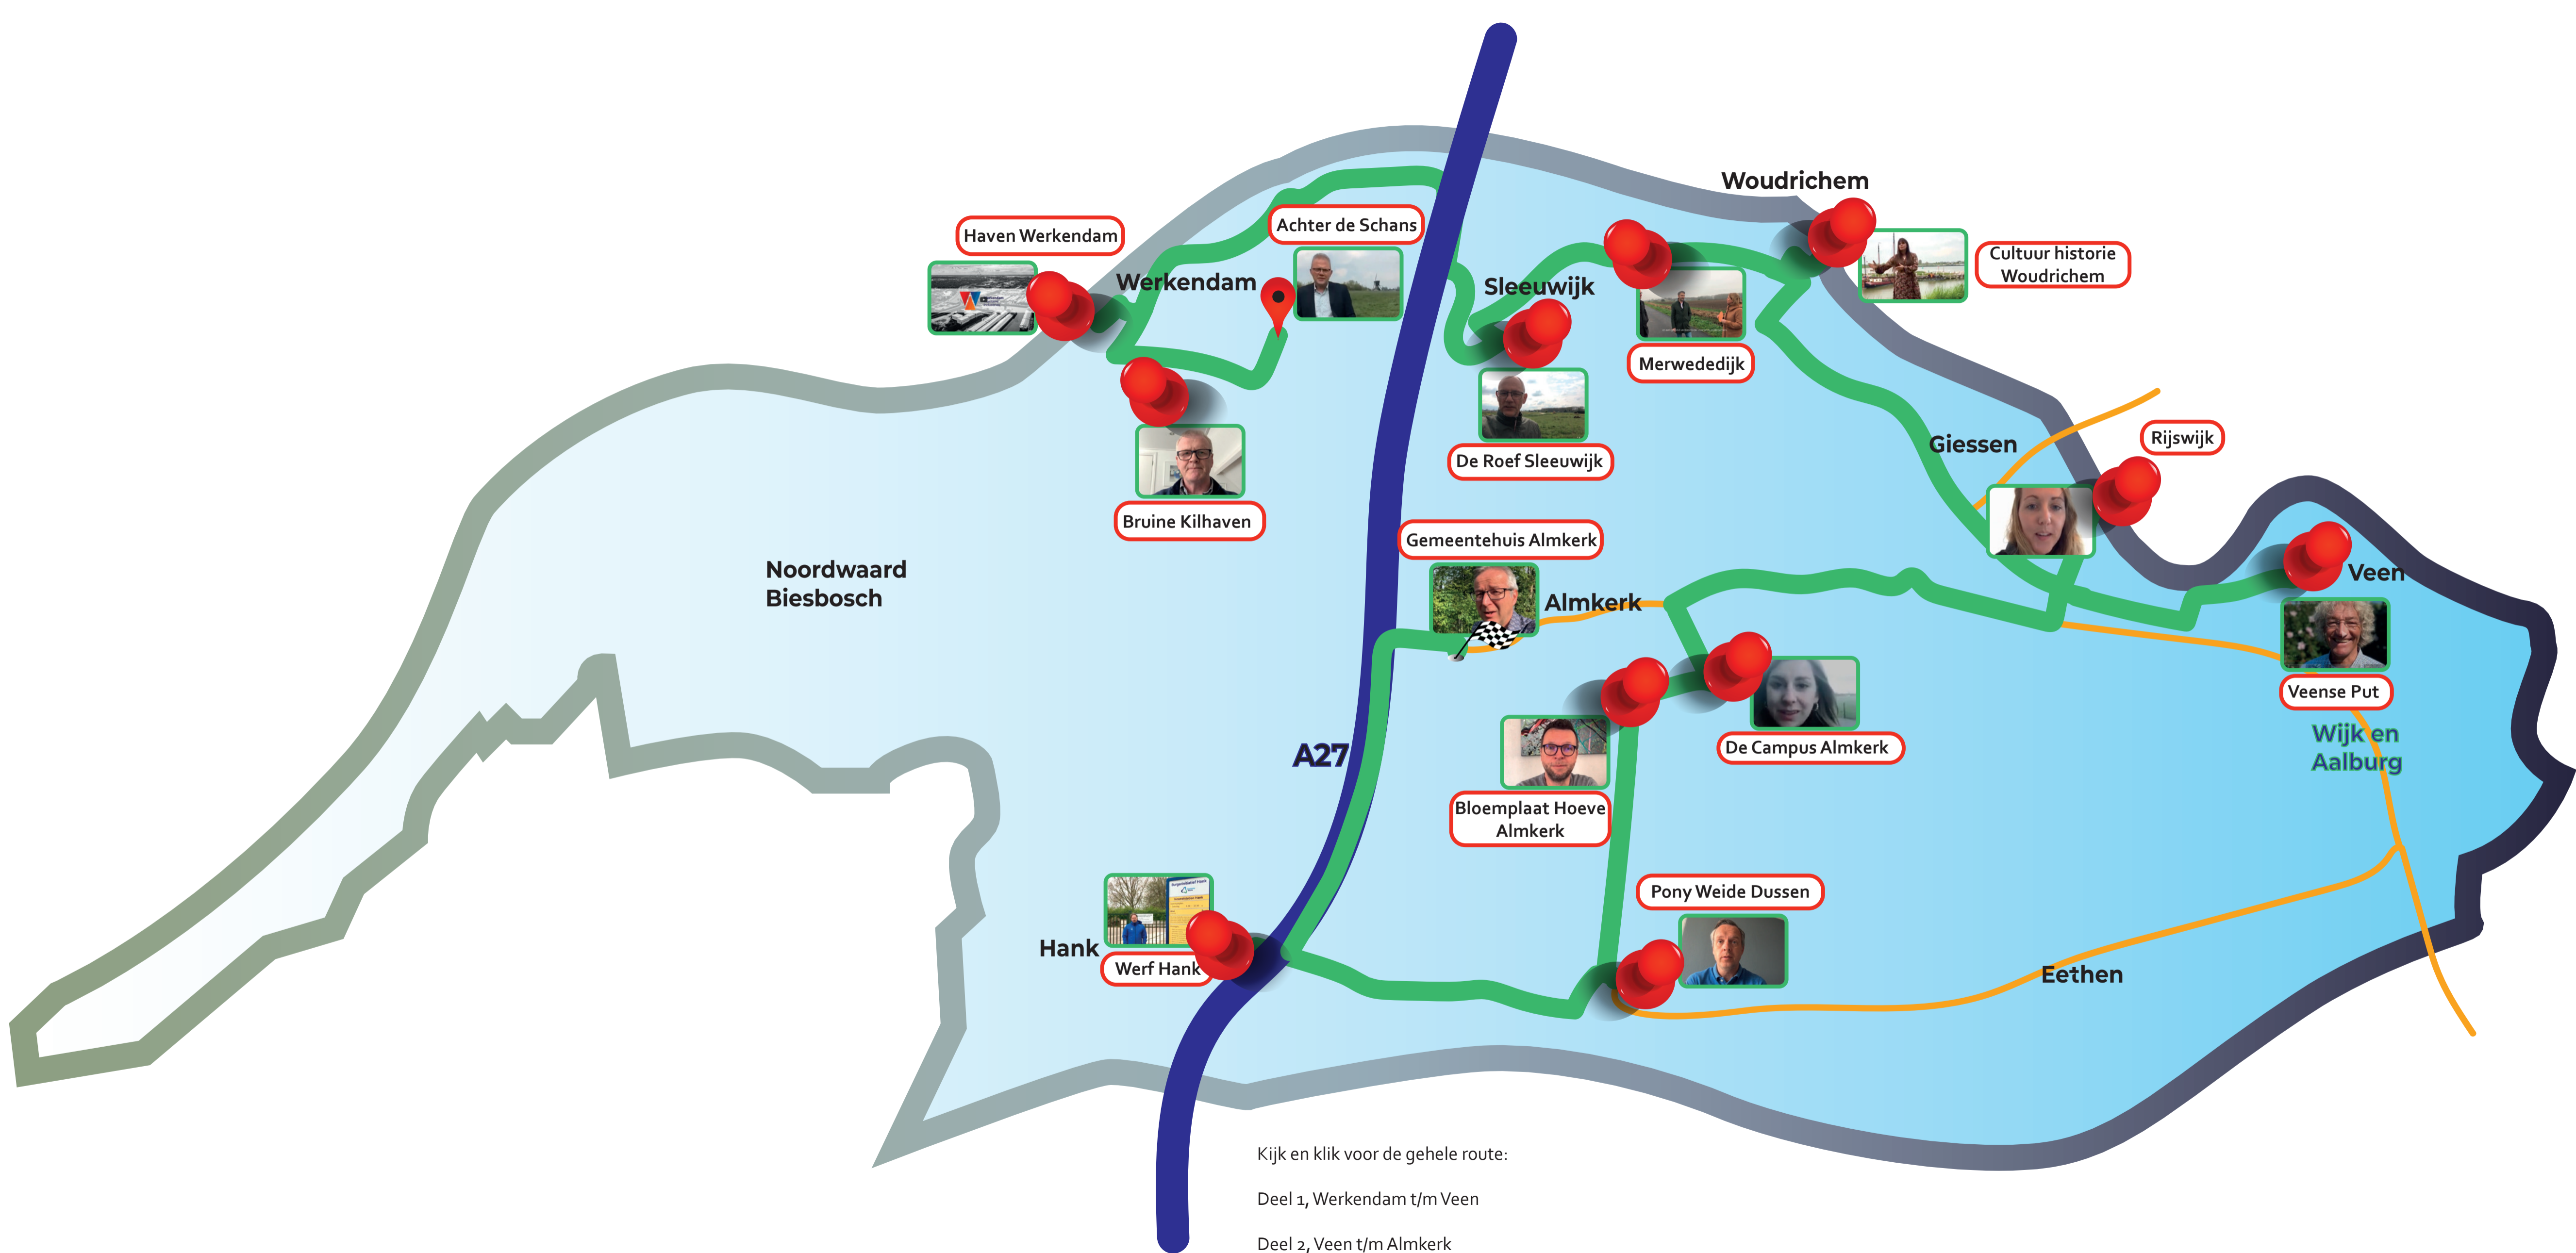 Woudrichem
Haven Werkendam
Achter de Schans
Cultuur historie
Woudrichem
Werkendam
Sleeuwijk
Merwededijk
Giessen
Rijswijk
De Roef Sleeuwijk
Bruine Kilhaven
Gemeentehuis Almkerk
Noordwaard
Biesbosch
Almkerk
Veen
Veense Put
Wijk en
Aalburg
A27
De Campus Almkerk
Bloemplaat Hoeve
Almkerk
Pony Weide Dussen
Hank
Werf Hank
Eethen
Kijk en klik voor de gehele route:
Deel 1, Werkendam t/m Veen
Deel 2, Veen t/m Almkerk